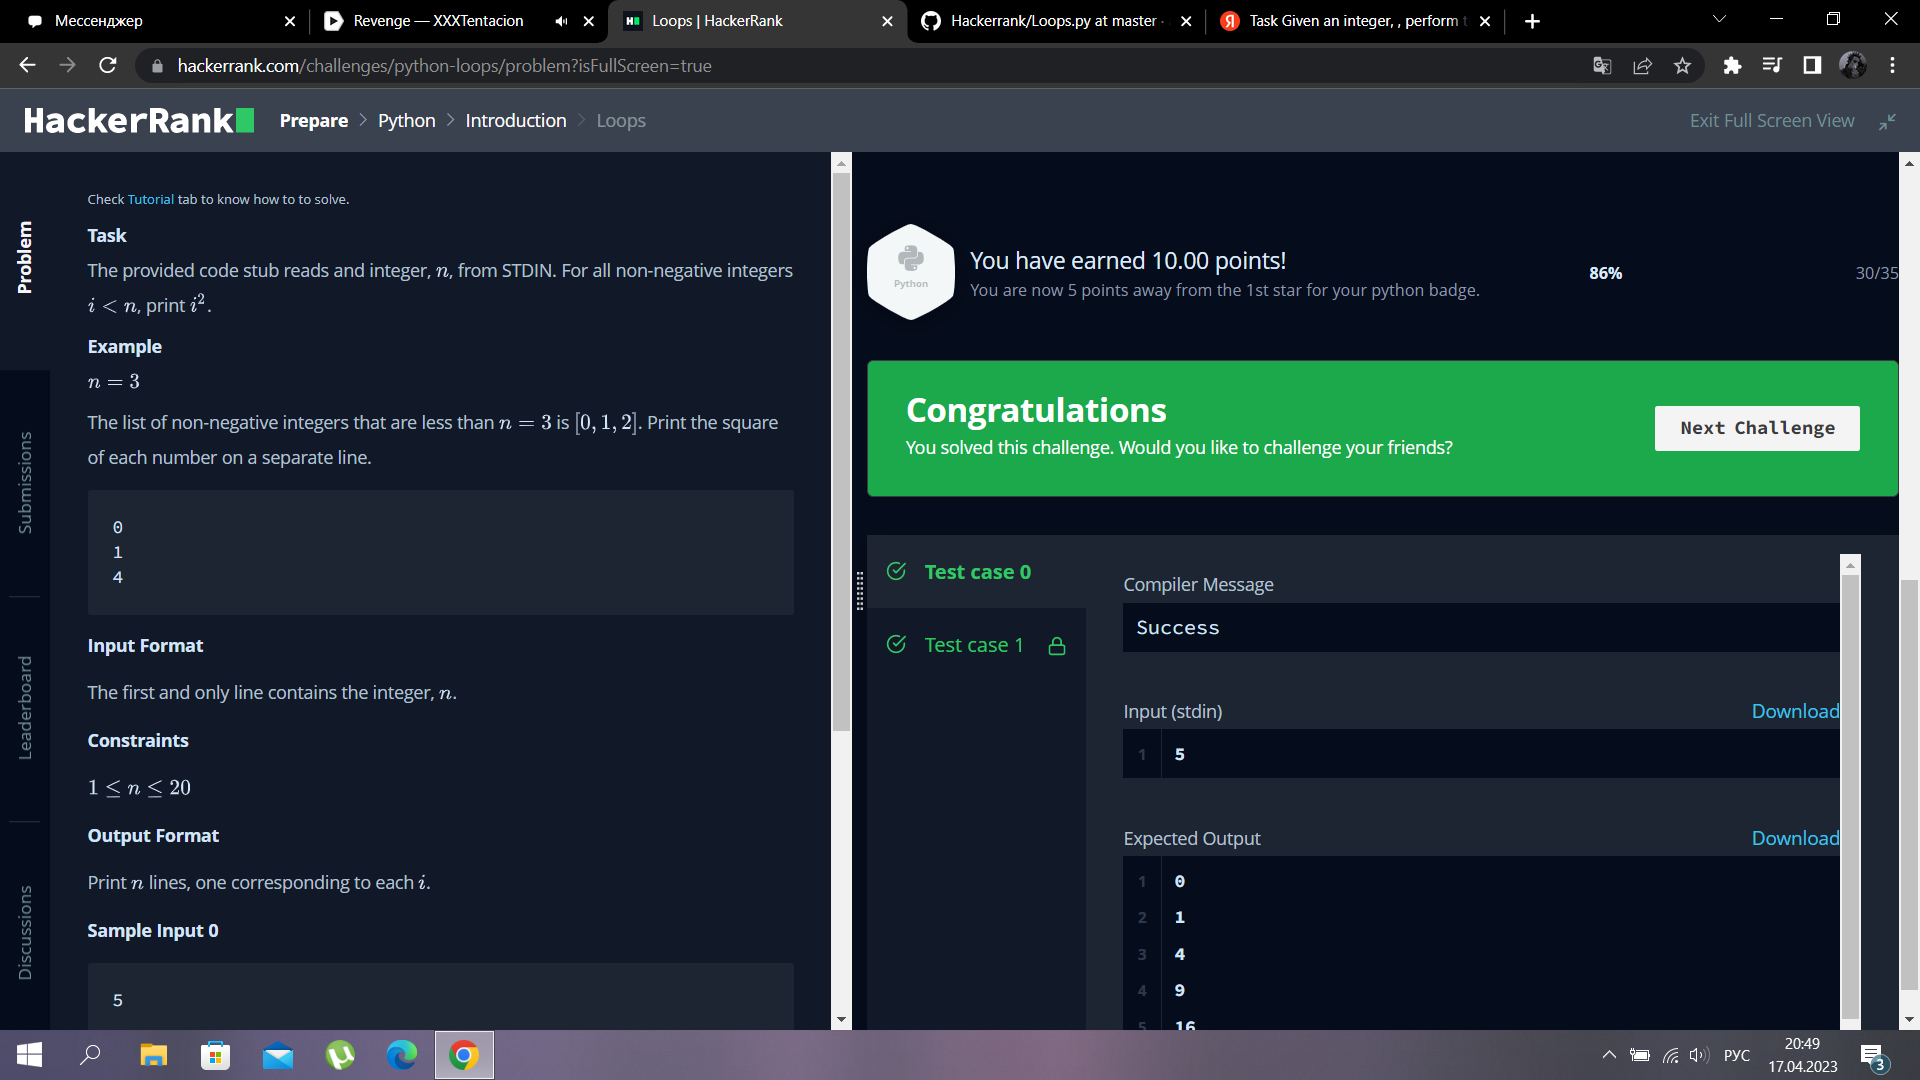 Мессенджер
Revenge — XXXTentacion
Loops | HackerRank
Hackerrank/Loops.py at master ·
Task Given an integer, , perform t
hackerrank.com/challenges/python-loops/problem?isFullScreen=true
HackerRank
Prepare > Python > Introduction > Loops
Exit Full Screen View
Problem
Submissions
Leaderboard
Discussions
Check Tutorial tab to know how to to solve.
Task
The provided code stub reads and integer, n, from STDIN. For all non-negative integers
i < n, print i².
Example
n = 3
The list of non-negative integers that are less than n = 3 is [0, 1, 2]. Print the square
of each number on a separate line.
0
1
4
Input Format
The first and only line contains the integer, n.
Constraints
1 ≤ n ≤ 20
Output Format
Print n lines, one corresponding to each i.
Sample Input 0
5
Python
You have earned 10.00 points!
You are now 5 points away from the 1st star for your python badge.
86%
30/35
Congratulations
You solved this challenge. Would you like to challenge your friends?
Next Challenge
Test case 0
Test case 1
Compiler Message
Success
Input (stdin)
Download
1 5
Expected Output
Download
1 0
2 1
3 4
4 9
5 16
РУС
20:49
17.04.2023
3